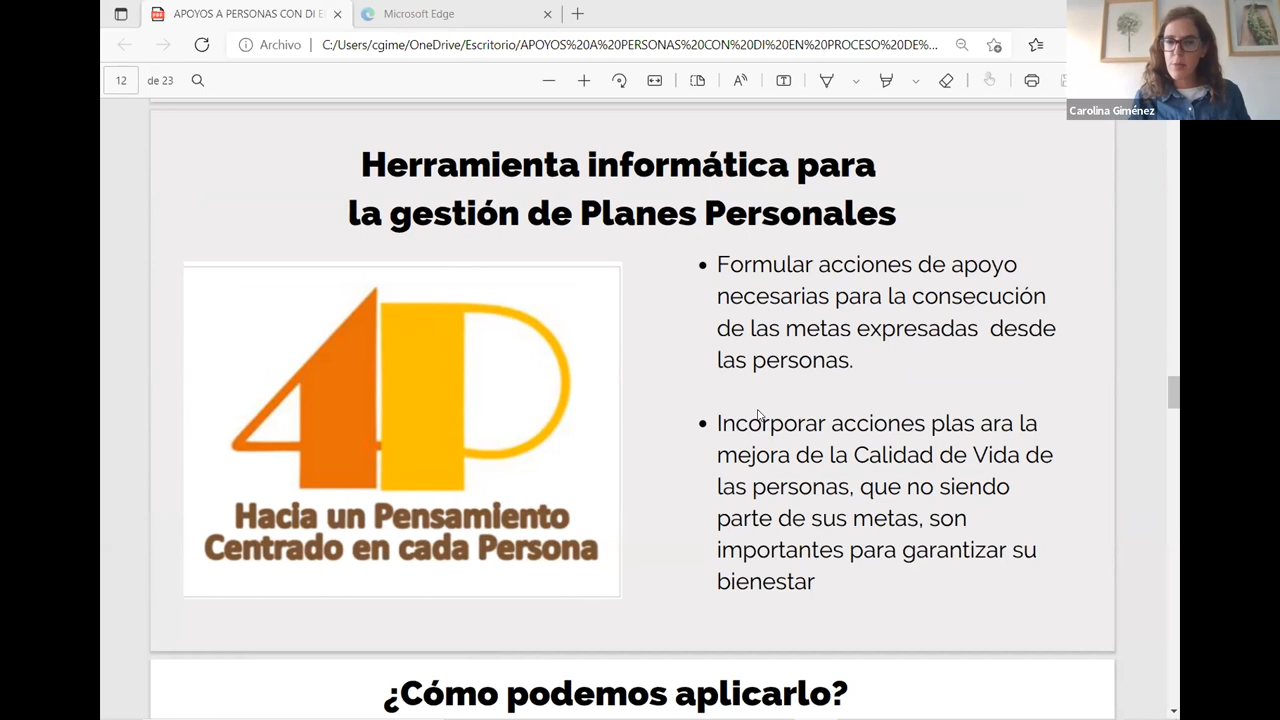 APOYOS A PERSONAS CON DI E
Microsoft Edge
Archivo
C:/Users/cgime/OneDrive/Escritorio/APOYOS%20A%20PERSONAS%20CON%20DI%20EN%20PROCESO%20DE%...
12
de 23
Carolina Giménez
Herramienta informática para
la gestión de Planes Personales
4P
Hacia un Pensamiento
Centrado en cada Persona
• Formular acciones de apoyo
necesarias para la consecución
de las metas expresadas desde
las personas.
• Incorporar acciones plas ara la
mejora de la Calidad de Vida de
las personas, que no siendo
parte de sus metas, son
importantes para garantizar su
bienestar
¿Cómo podemos aplicarlo?